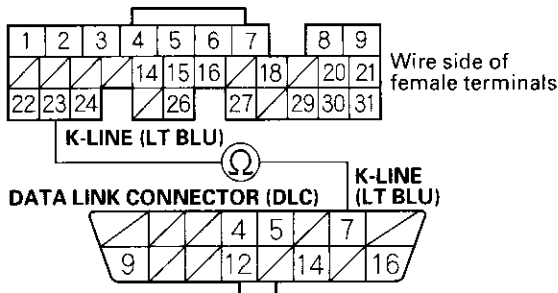 1 2 3 4 5 6 7 8 9
14 15 16 18 20 21
22 23 24 26 27 29 30 31
Wire side of
female terminals
K-LINE (LT BLU)
Ω
K-LINE
(LT BLU)
DATA LINK CONNECTOR (DLC)
4 5 7
9 12 14 16